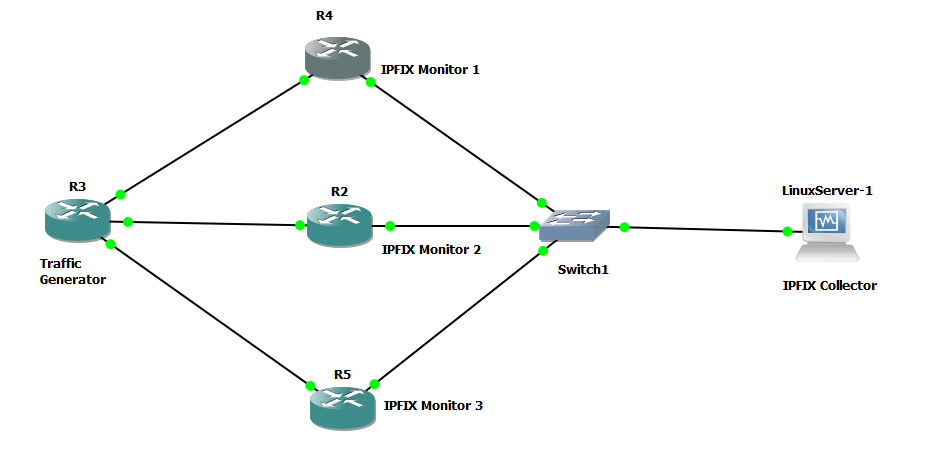 R4
IPFIX Monitor 1
R3
R2
LinuxServer-1
Traffic
Generator
IPFIX Monitor 2
Switch1
IPFIX Collector
R5
IPFIX Monitor 3